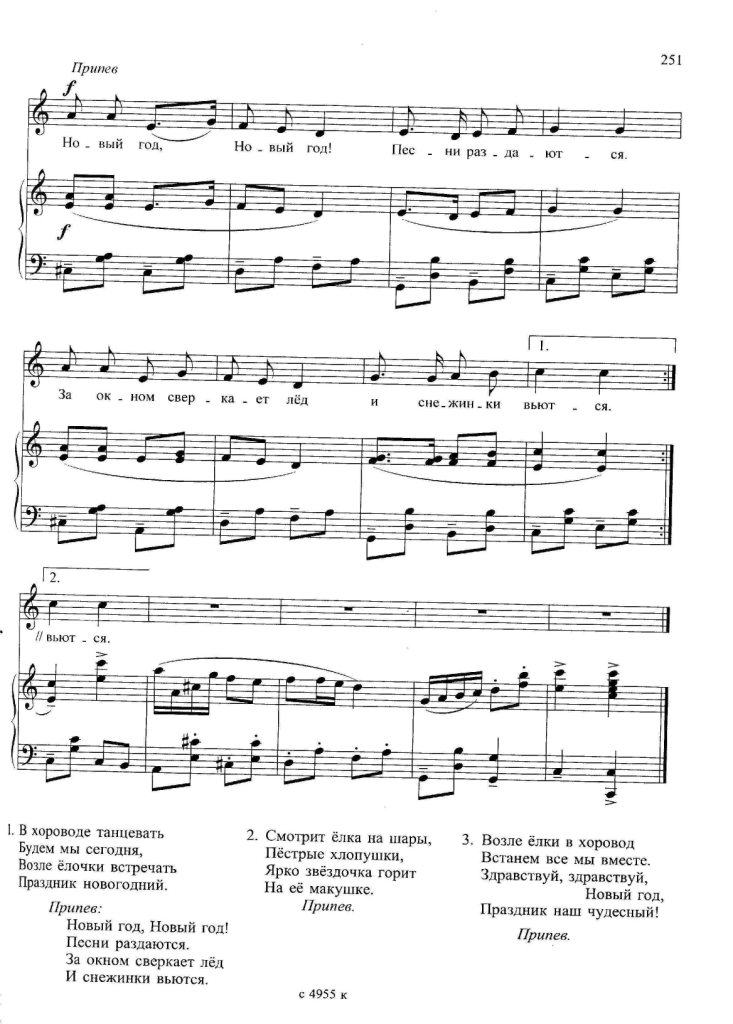 251
Припев
f
Но - вый год, Но - вый год! Пес - ни раз - да - ют - ся.
f
1.
За ок - ном свер - ка - ет лёд и сне - жин - ки вьют - ся.
2.
// вьют - ся.
1. В хороводе танцевать
Будем мы сегодня,
Возле ёлочки встречать
Праздник новогодний.
Припев:
Новый год, Новый год!
Песни раздаются.
За окном сверкает лёд
И снежинки вьются.
2. Смотрит ёлка на шары,
Пёстрые хлопушки,
Ярко звёздочка горит
На её макушке.
Припев.
3. Возле ёлки в хоровод
Встанем все мы вместе.
Здравствуй, здравствуй,
Новый год,
Праздник наш чудесный!
Припев.
с 4955 к